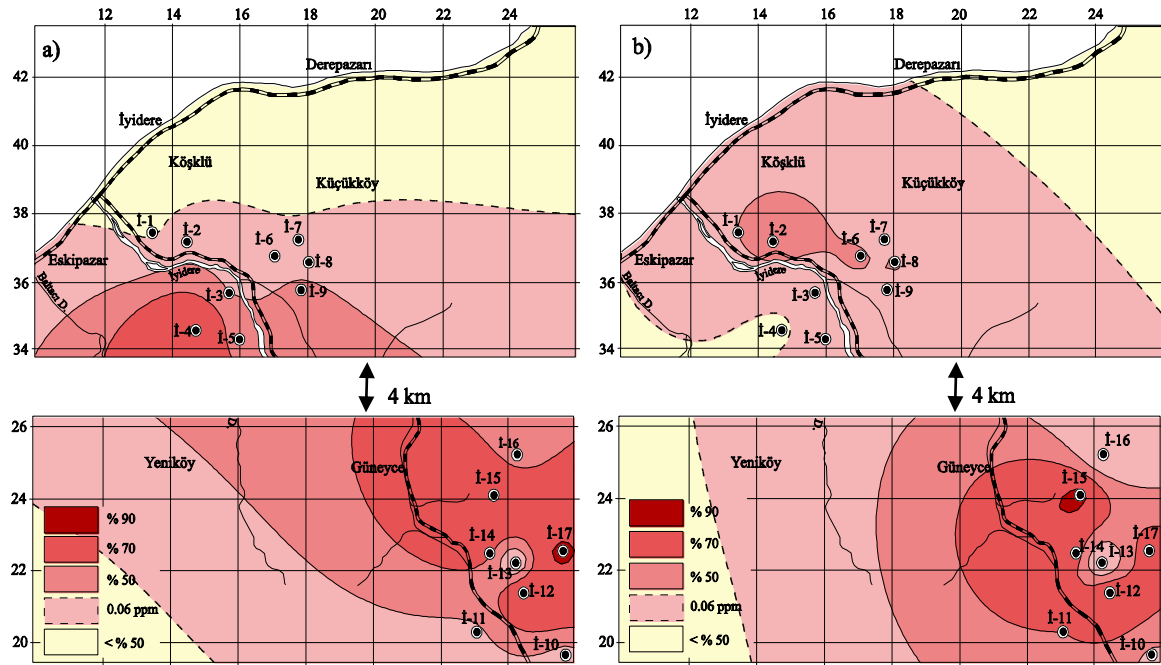 12 14 16 18 20 22 24
a)
Derepazarı
42
İyidere
40
Köşklü
Küçükköy
38
İ-1
İ-2
İ-7
İ-6
Eskipazar
İ-8
İyidere
36
Baltacı D.
İ-3
İ-9
İ-4
İ-5
34
4 km
26
D.
İ-16
Yeniköy
Güneyce
İ-15
24
% 90
İ-14
İ-17
% 70
22
İ-13
% 50
İ-12
0.06 ppm
İ-11
20
< % 50
İ-10
12 14 16 18 20 22 24
b)
Derepazarı
42
İyidere
40
Köşklü
Küçükköy
38
İ-1
İ-2
İ-7
İ-6
Eskipazar
İ-8
İyidere
36
Baltacı D.
İ-3
İ-9
İ-4
İ-5
34
4 km
26
D.
İ-16
Yeniköy
Güneyce
İ-15
24
% 90
İ-17
% 70
İ-14
İ-13
22
% 50
İ-12
0.06 ppm
İ-11
20
< % 50
İ-10